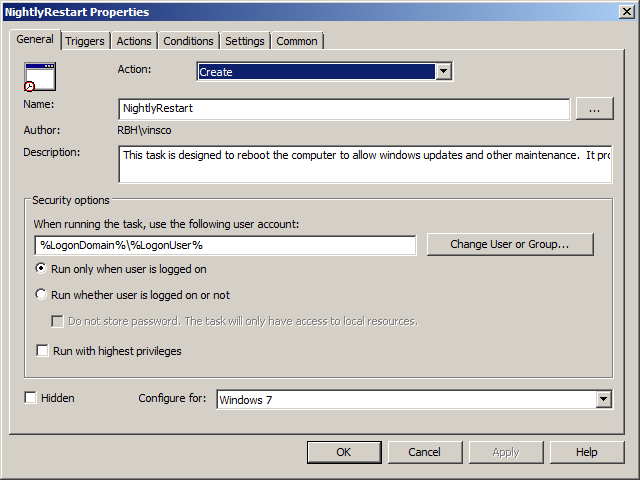 NightlyRestart Properties
General Triggers Actions Conditions Settings Common
Action: Create
Name: NightlyRestart ...
Author: RBH\vinsco
Description: This task is designed to reboot the computer to allow windows updates and other maintenance. It pro
Security options
When running the task, use the following user account:
%LogonDomain%\%LogonUser% Change User or Group...
Run only when user is logged on
Run whether user is logged on or not
Do not store password. The task will only have access to local resources.
Run with highest privileges
Hidden Configure for: Windows 7
OK Cancel Apply Help